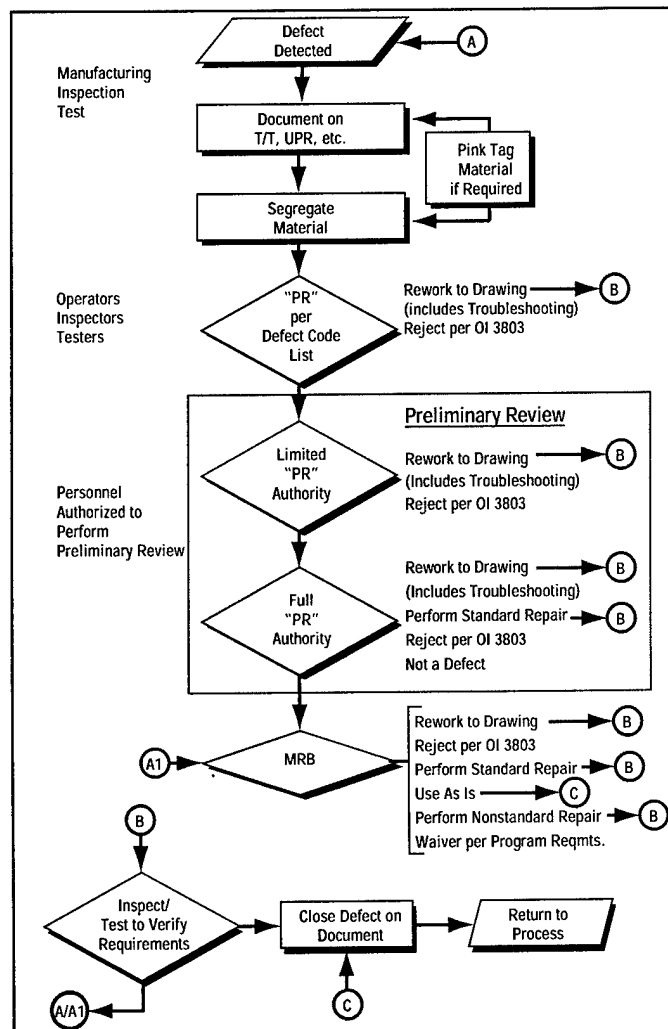 Defect
Detected
A
Manufacturing
Inspection
Test
Document on
T/T, UPR, etc.
Pink Tag
Material
if Required
Segregate
Material
Operators
Inspectors
Testers
"PR"
per
Defect Code
List
Rework to Drawing
B
(includes Troubleshooting)
Reject per OI 3803
Preliminary Review
Personnel
Authorized to
Perform
Preliminary Review
Limited
"PR"
Authority
Rework to Drawing
B
(Includes Troubleshooting)
Reject per OI 3803
Full
"PR"
Authority
Rework to Drawing
B
(Includes Troubleshooting)
Perform Standard Repair
B
Reject per OI 3803
Not a Defect
A1
MRB
Rework to Drawing
B
Reject per OI 3803
Perform Standard Repair
B
Use As Is
C
Perform Nonstandard Repair
B
Waiver per Program Reqmts.
B
Inspect/
Test to Verify
Requirements
Close Defect on
Document
Return to
Process
A/A1
C